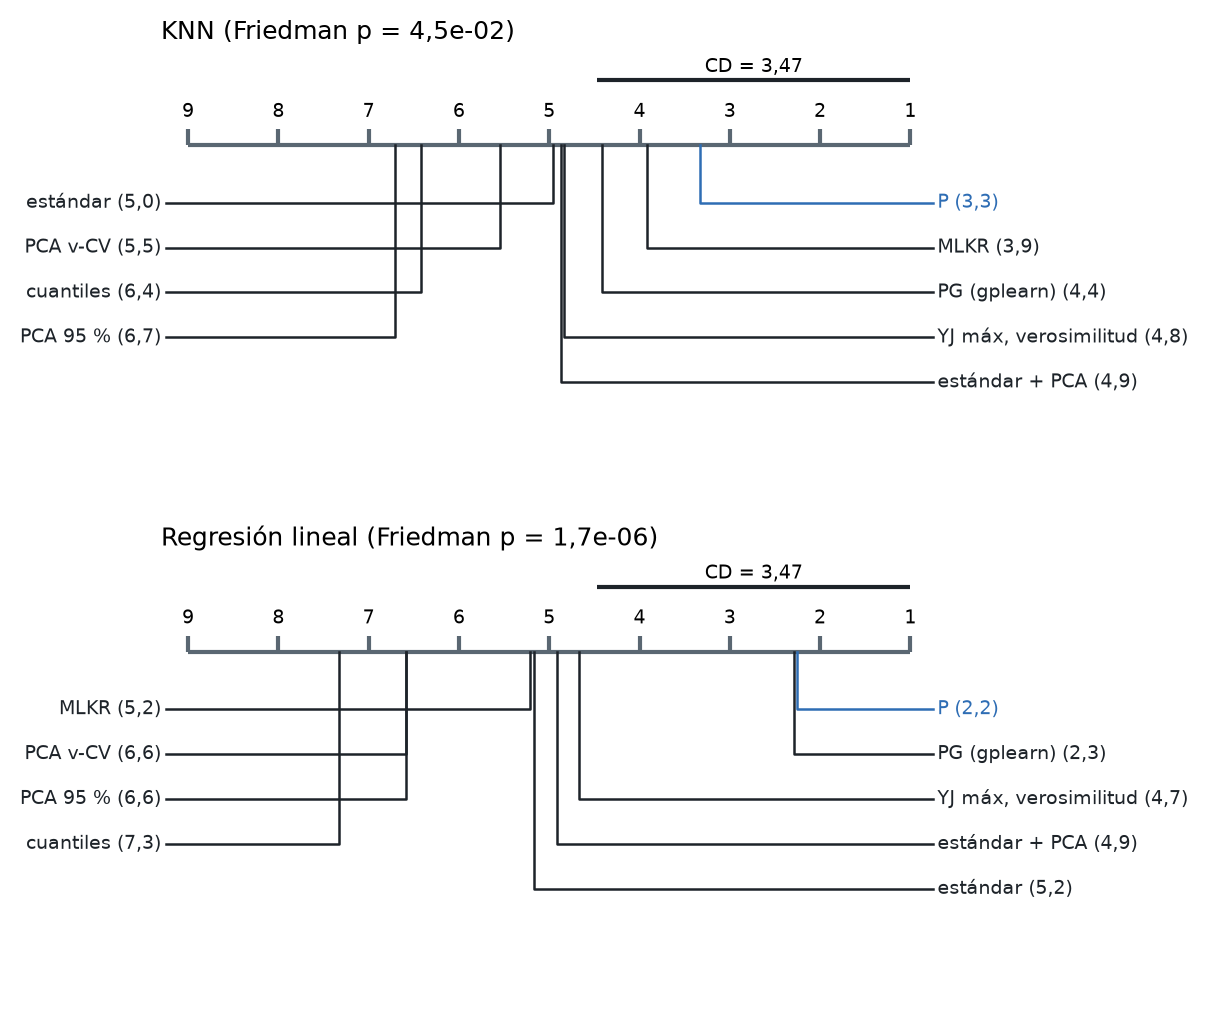 KNN (Friedman p = 4,5e-02)
CD = 3,47
9 8 7 6 5 4 3 2 1
estándar (5,0) P (3,3)
PCA v-CV (5,5) MLKR (3,9)
cuantiles (6,4) PG (gplearn) (4,4)
PCA 95 % (6,7) YJ máx, verosimilitud (4,8)
estándar + PCA (4,9)
Regresión lineal (Friedman p = 1,7e-06)
CD = 3,47
9 8 7 6 5 4 3 2 1
MLKR (5,2) P (2,2)
PCA v-CV (6,6) PG (gplearn) (2,3)
PCA 95 % (6,6) YJ máx, verosimilitud (4,7)
cuantiles (7,3) estándar + PCA (4,9)
estándar (5,2)